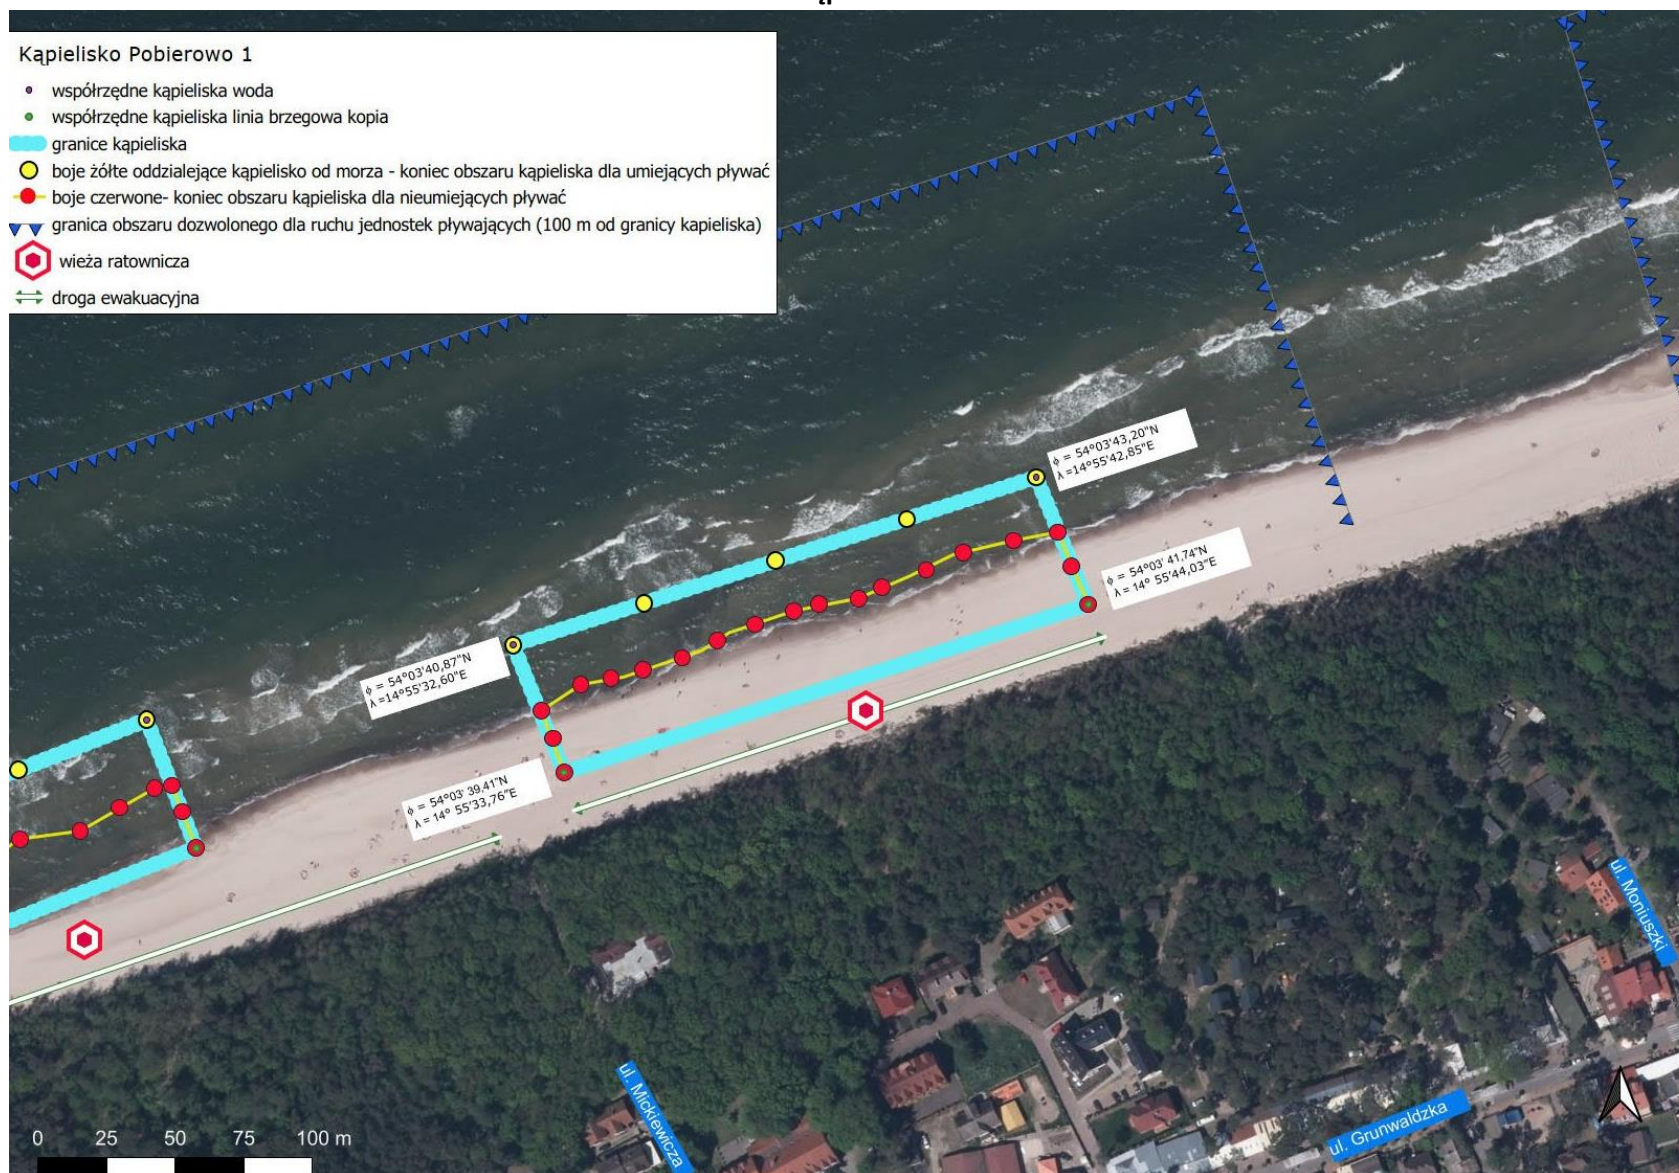 Kąpielisko Pobierowo 1
współrzędne kąpieliska woda
współrzędne kąpieliska linia brzegowa kopia
granice kąpieliska
boje żółte oddzialejące kąpielisko od morza - koniec obszaru kąpieliska dla umiejących pływać
boje czerwone- koniec obszaru kąpieliska dla nieumiejących pływać
granica obszaru dozwolonego dla ruchu jednostek pływających (100 m od granicy kapieliska)
wieża ratownicza
droga ewakuacyjna
ϕ = 54°03'43,20"N
λ =14°55'42,85"E
ϕ = 54°03' 41,74"N
λ = 14° 55'44,03"E
ϕ = 54°03'40,87"N
λ =14°55'32,60"E
ϕ = 54°03' 39,41"N
λ = 14° 55'33,76"E
ul. Moniuszki
ul. Mickiewicza
ul. Grunwaldzka
0 25 50 75 100 m